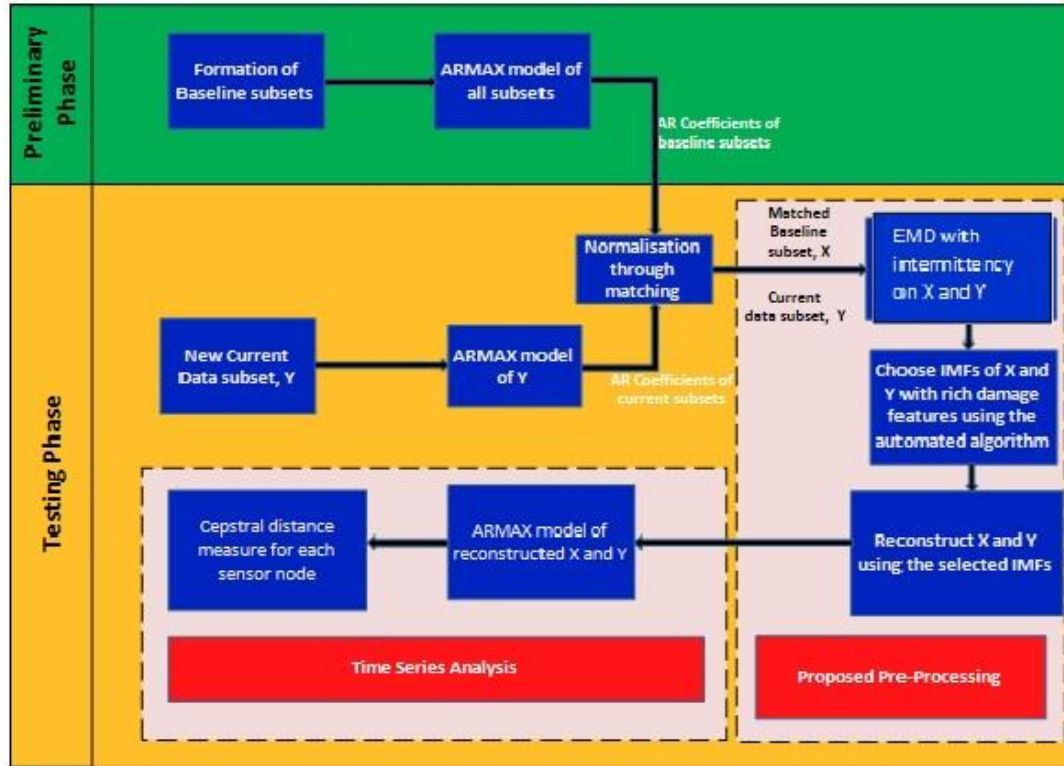 Preliminary
Phase
Formation of
Baseline subsets
ARMAX model of
all subsets
AR Coefficients of
baseline subsets
Testing Phase
Normalisation
through
matching
Matched
Baseline
subset, X
Current
data subset, Y
EMD with
intermittency
on X and Y
New Current
Data subset, Y
ARMAX model
of Y
AR Coefficients of
current subsets
Choose IMFs of X and
Y with rich damage
features using the
automated algorithm
Reconstruct X and Y
using the selected IMFs
ARMAX model of
reconstructed X and Y
Cepstral distance
measure for each
sensor node
Time Series Analysis
Proposed Pre-Processing